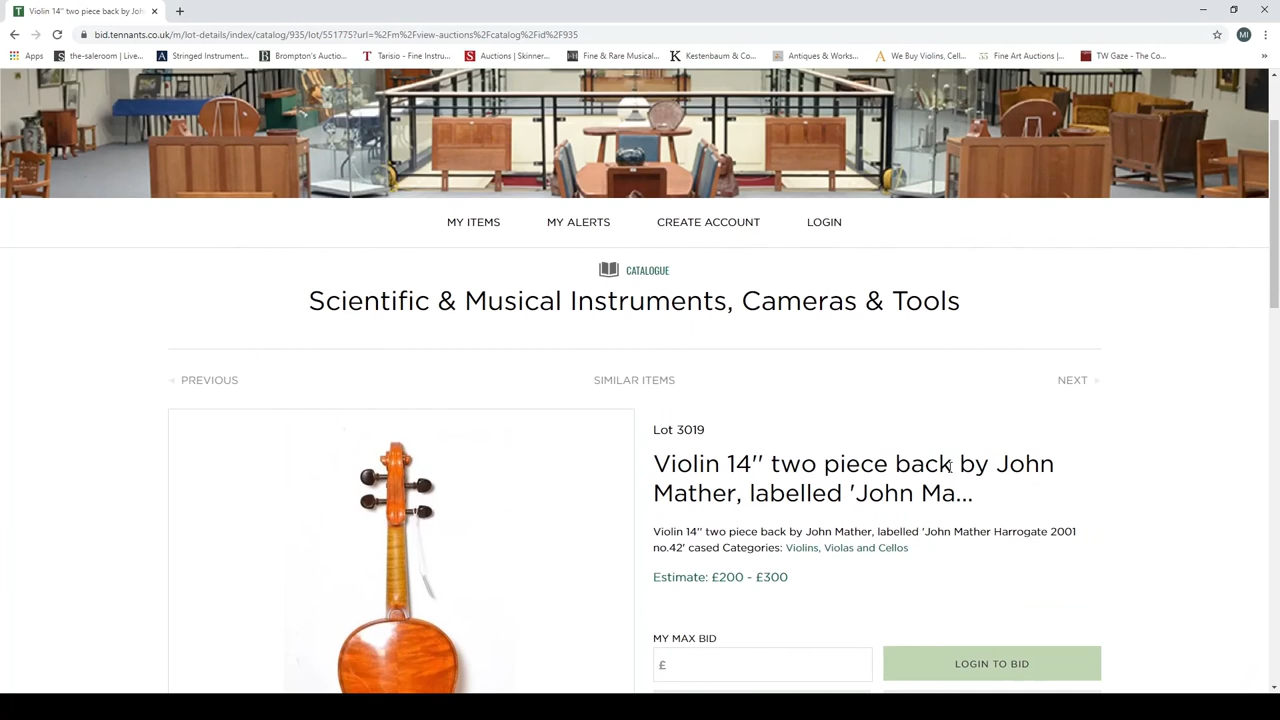 Violin 14'' two piece back by Joh
bid.tennants.co.uk/m/lot-details/index/catalog/935/lot/551775?url=%2Fm%2Fview-auctions%2Fcatalog%2Fid%2F935
MI
Apps
the-saleroom | Live...
Stringed Instrument...
Brompton's Auctio...
Tarisio - Fine Instru...
Auctions | Skinner...
Fine & Rare Musical...
Kestenbaum & Co...
Antiques & Works...
We Buy Violins, Cell...
Fine Art Auctions |...
TW Gaze - The Co...
MY ITEMS
MY ALERTS
CREATE ACCOUNT
LOGIN
CATALOGUE
Scientific & Musical Instruments, Cameras & Tools
PREVIOUS
SIMILAR ITEMS
NEXT
Lot 3019
Violin 14'' two piece back by John
Mather, labelled 'John Ma...
Violin 14'' two piece back by John Mather, labelled 'John Mather Harrogate 2001
no.42' cased Categories: Violins, Violas and Cellos
Estimate: £200 - £300
MY MAX BID
£
LOGIN TO BID